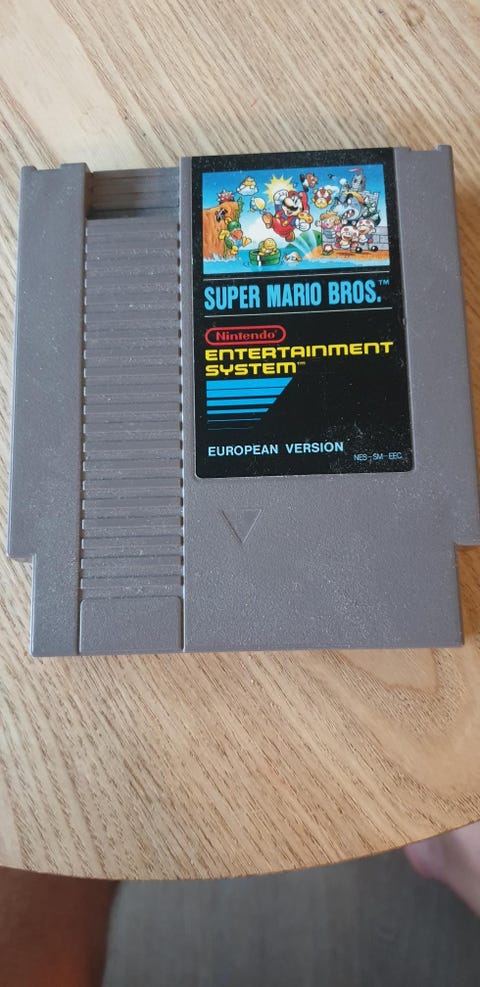 SUPER MARIO BROS.™
Nintendo®
ENTERTAINMENT
SYSTEM™
EUROPEAN VERSION
NES-SM-EEC